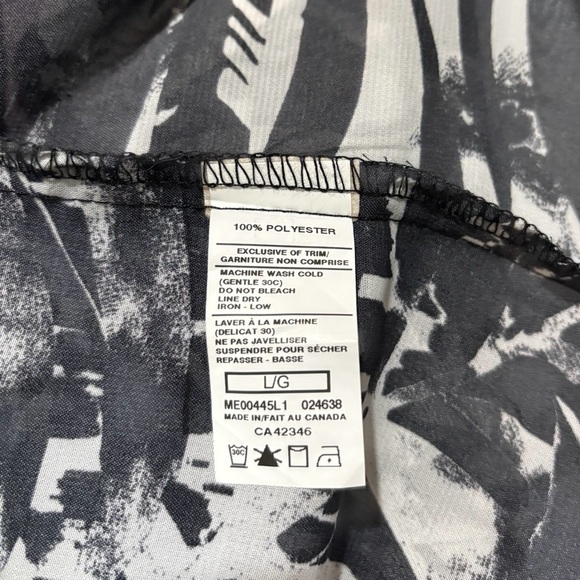 100% POLYESTER
EXCLUSIVE OF TRIM/
GARNITURE NON COMPRISE
MACHINE WASH COLD
(GENTLE 30C)
DO NOT BLEACH
LINE DRY
IRON - LOW
LAVER À LA MACHINE
(DELICAT 30)
NE PAS JAVELLISER
SUSPENDRE POUR SÉCHER
REPASSER - BASSE
L/G
ME00445L1 024638
MADE IN/FAIT AU CANADA
CA42346
30C